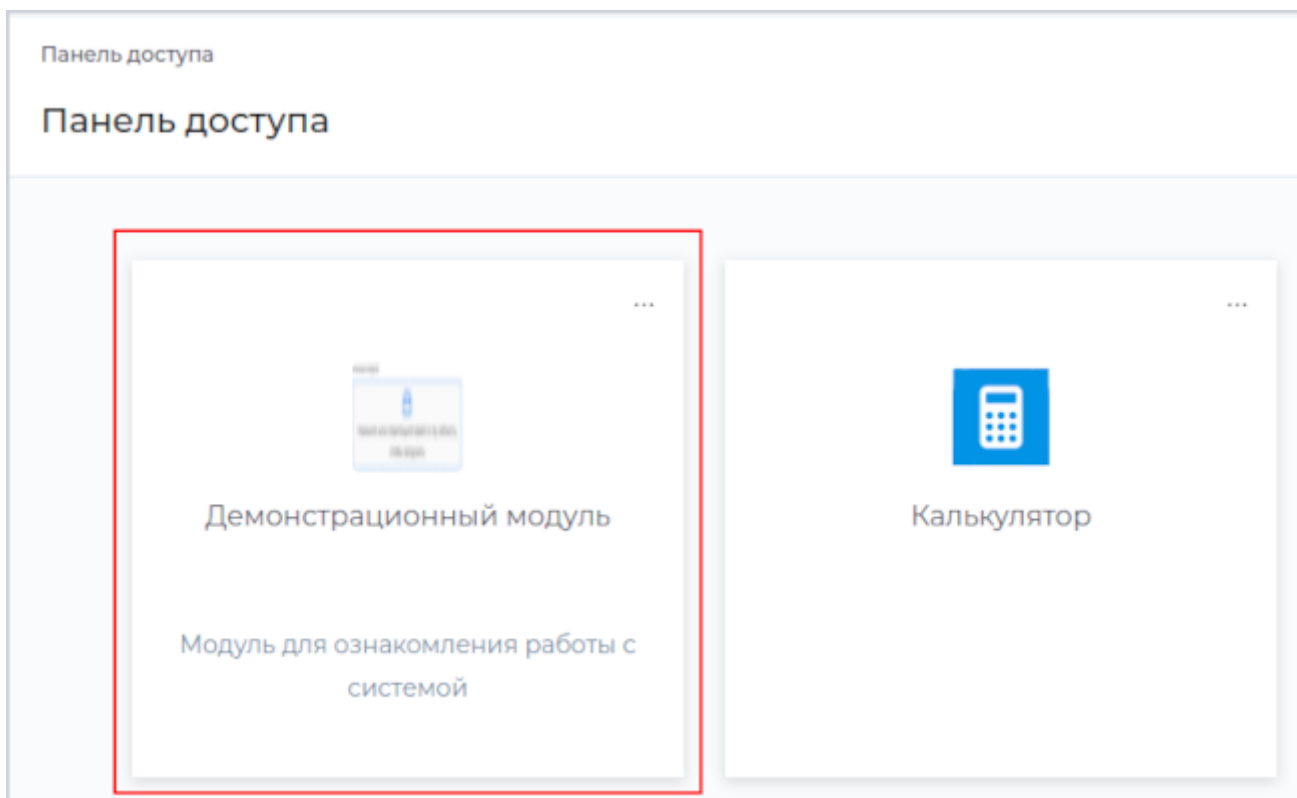 Панель доступа
Панель доступа
...
...
Демонстрационный модуль
Калькулятор
Модуль для ознакомления работы с
системой